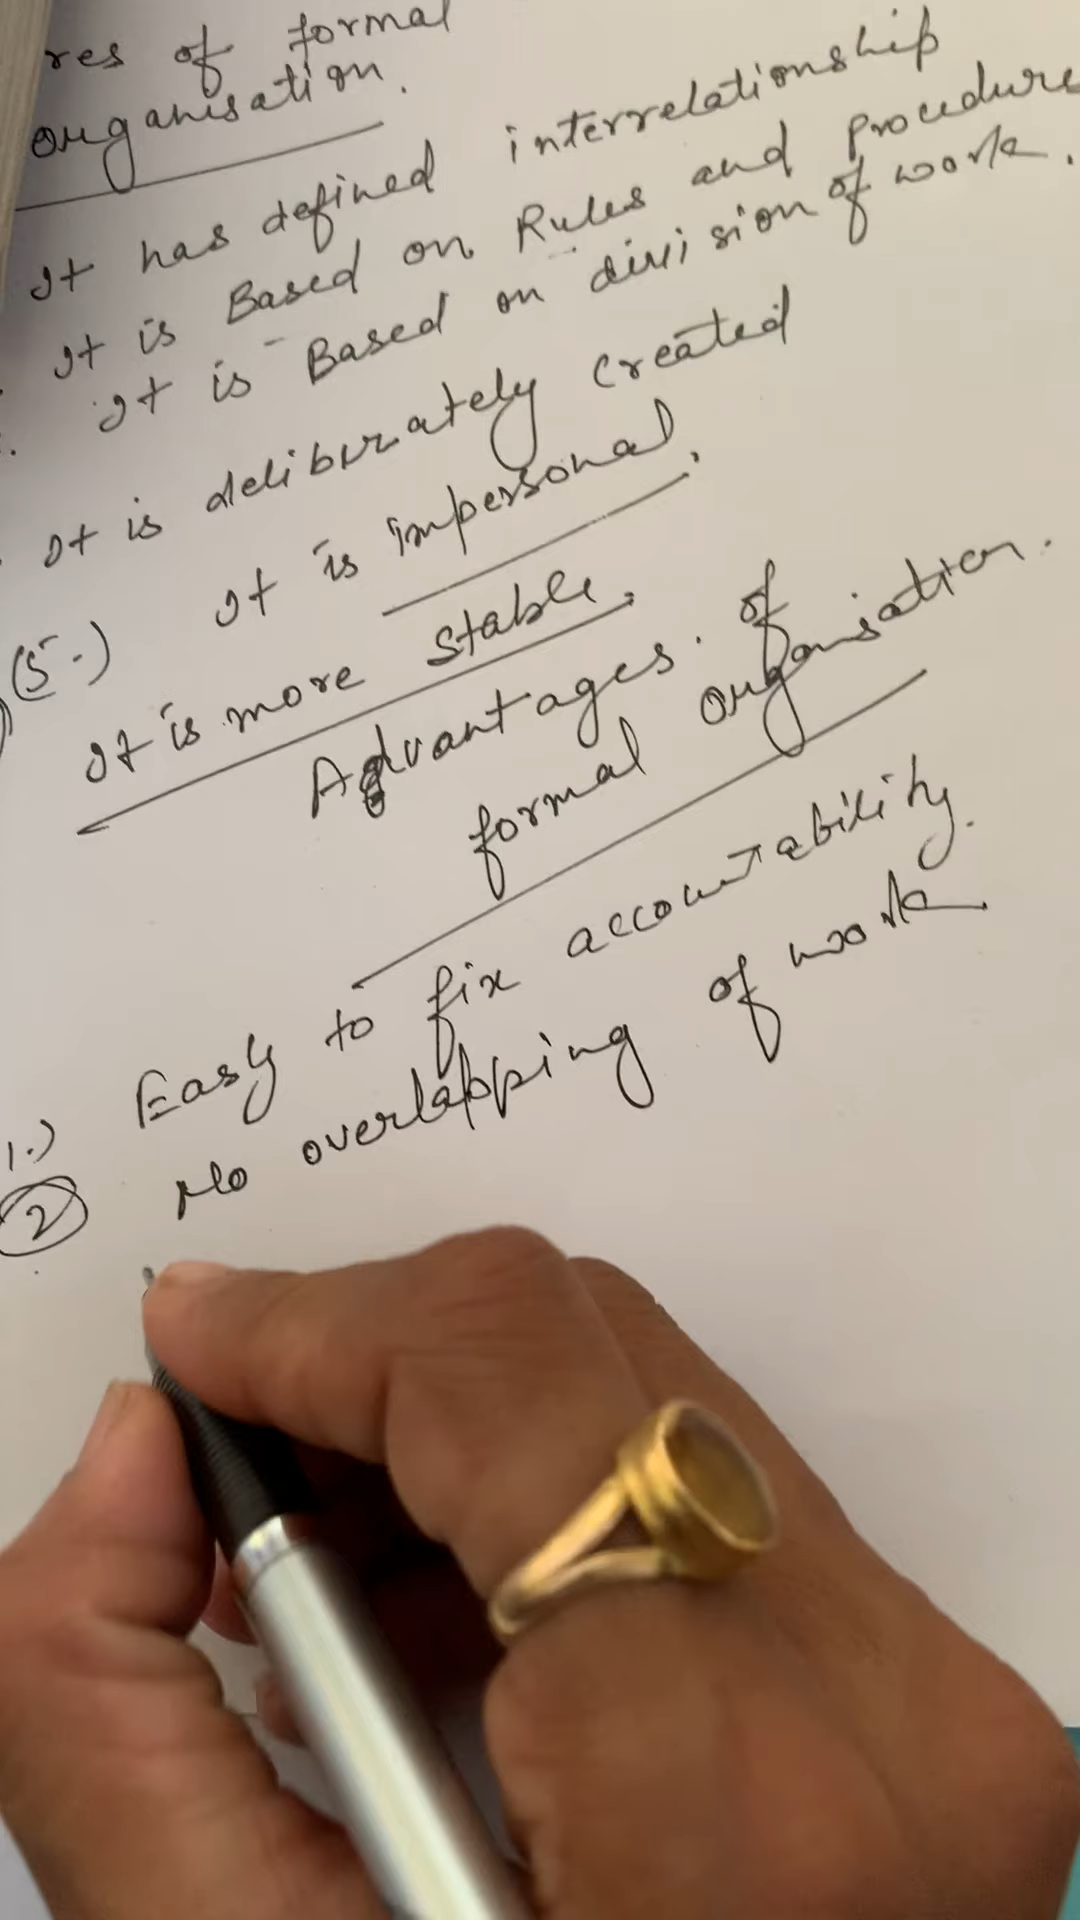 res of formal
organisation.
It has defined interrelationship
It is Based on Rules and procedure
It is Based on division of work.
It is deliburately created
(5.) It is impersonal.
It is more stable.
Advantages. of
formal organisation.
1.) Easy to fix accountability.
2 No overlapping of work